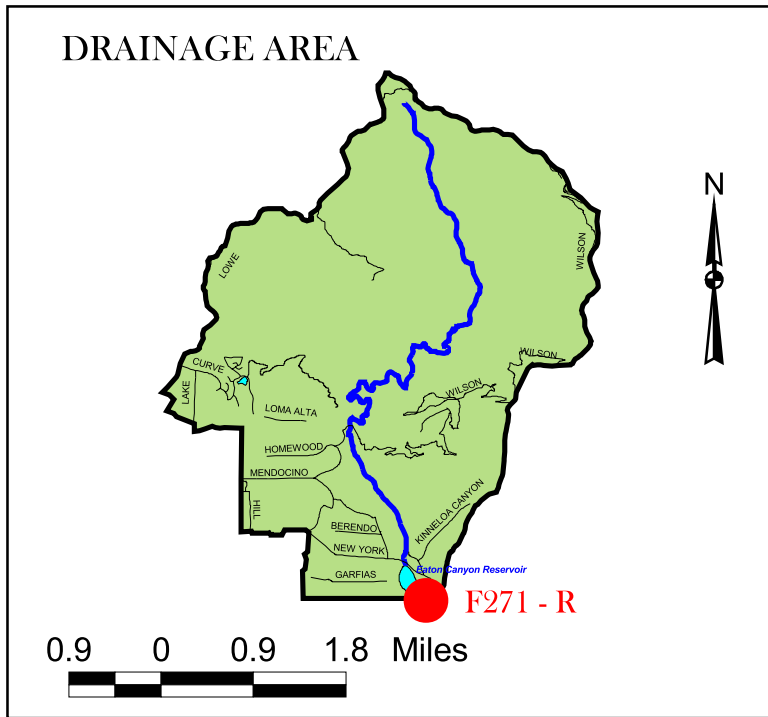 DRAINAGE AREA
N
LOWE
WILSON
WILSON
CURVE
LAKE
WILSON
LOMA ALTA
HOMEWOOD
MENDOCINO
HILL
KINNELOA CANYON
BERENDO
NEW YORK
Eaton Canyon Reservoir
GARFIAS
F271 - R
0.9 0 0.9 1.8 Miles